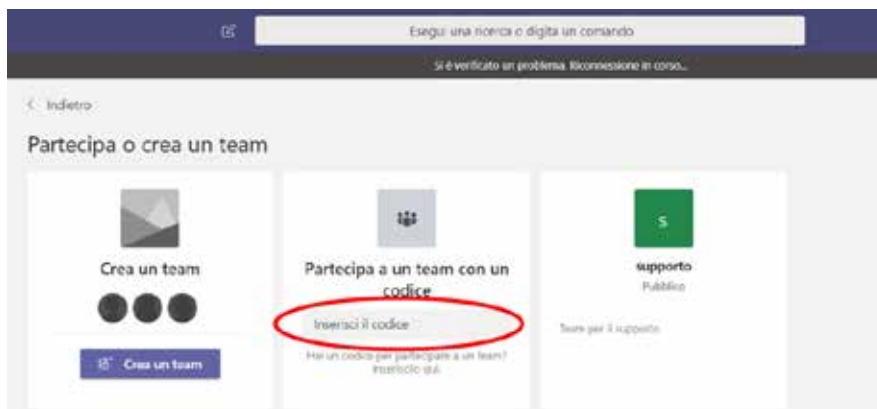 Esegui una ricerca o digita un comando
Si è verificato un problema. Riconnessione in corso...
< Indietro
Partecipa o crea un team
Crea un team
Crea un team
Partecipa a un team con un
codice
Inserisci il codice
Hai un codice per partecipare a un team?
Inseriscilo qui.
S
supporto
Pubblico
Team per il supporto